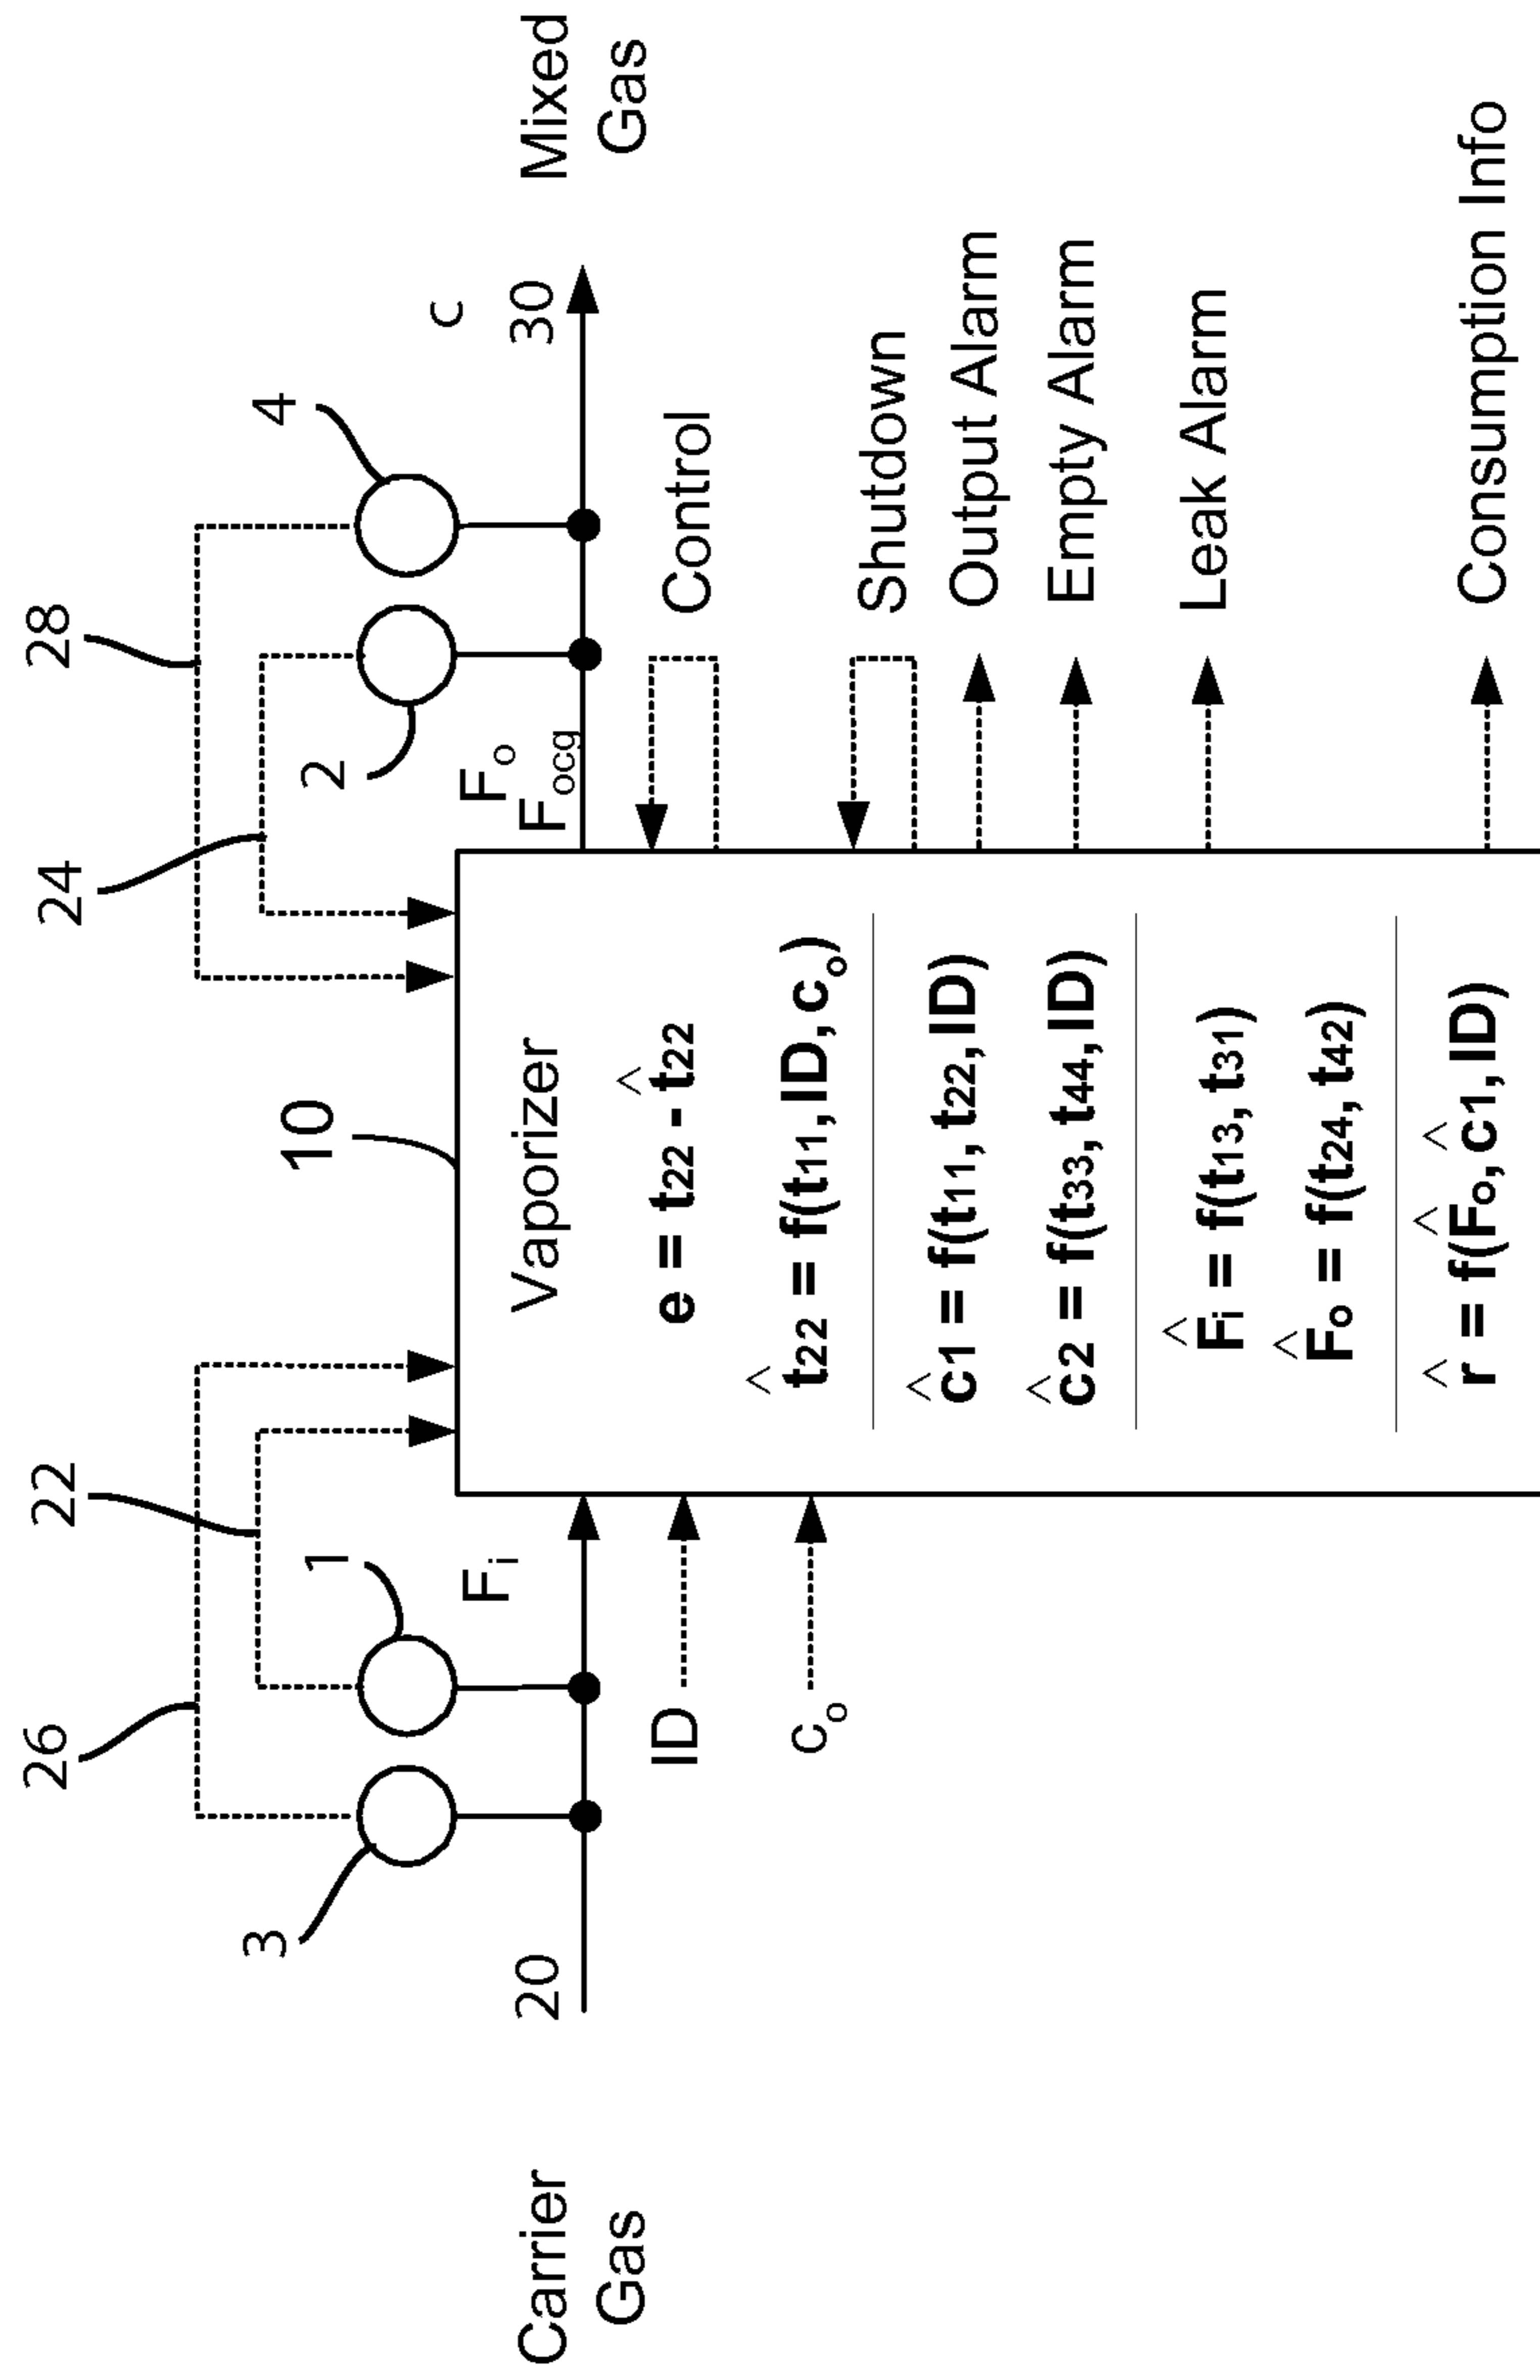 26
22
10
24
28
3
1
2
4
Carrier
Gas
20
F_i
F_o
F_ocg
c
30
Mixed
Gas
ID
c_o
Vaporizer
e = t22 - t̂22
t̂22 = f(t11, ID, c_o)
ĉ1 = f(t11, t22, ID)
ĉ2 = f(t33, t44, ID)
F̂i = f(t13, t31)
F̂o = f(t24, t42)
r̂ = f(F̂o, ĉ1, ID)
Control
Shutdown
Output Alarm
Empty Alarm
Leak Alarm
Consumption Info